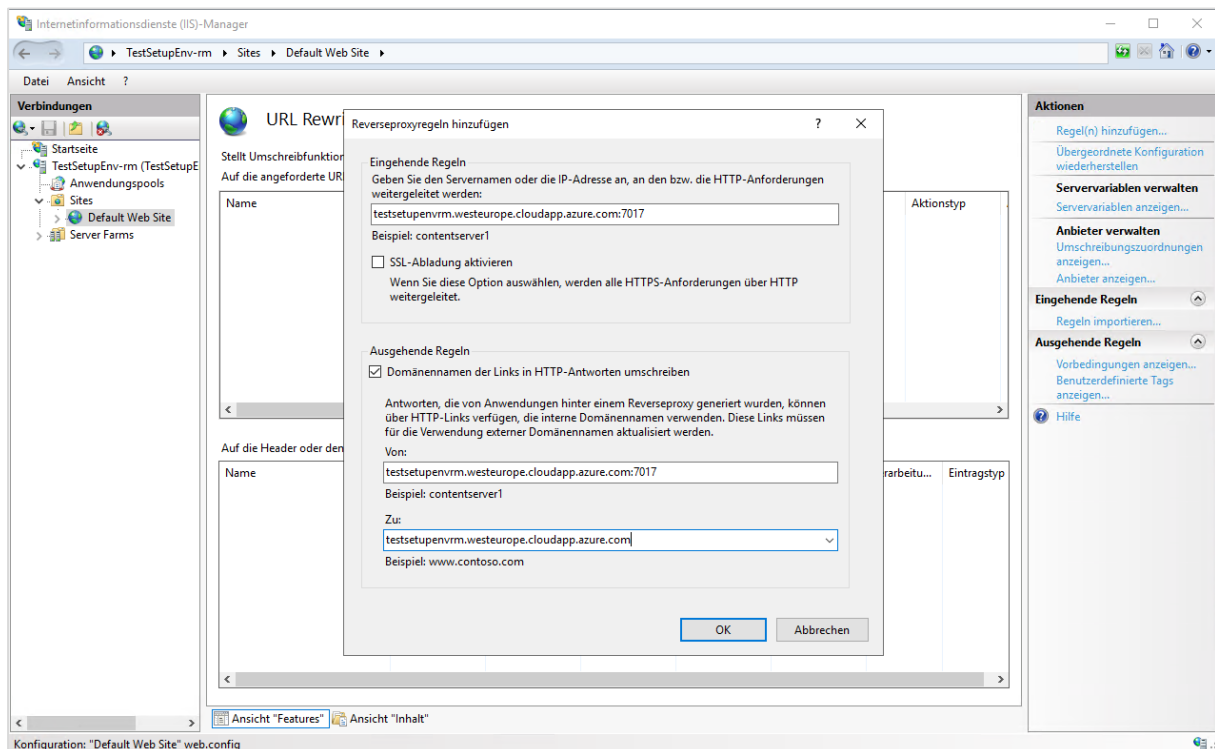 Internetinformationsdienste (IIS)-Manager
TestSetupEnv-rm Sites Default Web Site
Datei Ansicht ?
Verbindungen
Startseite
TestSetupEnv-rm (TestSetupE
Anwendungspools
Sites
Default Web Site
Server Farms
URL Rewri
Stellt Umschreibfunktior
Auf die angeforderte UR
Name
Aktionstyp
Auf die Header oder den
Name
rarbeitu... Eintragstyp
Ansicht "Features" Ansicht "Inhalt"
Reverseproxyregeln hinzufügen
?
Eingehende Regeln
Geben Sie den Servernamen oder die IP-Adresse an, an den bzw. die HTTP-Anforderungen
weitergeleitet werden:
testsetupenvrm.westeurope.cloudapp.azure.com:7017
Beispiel: contentserver1
SSL-Abladung aktivieren
Wenn Sie diese Option auswählen, werden alle HTTPS-Anforderungen über HTTP
weitergeleitet.
Ausgehende Regeln
Domänennamen der Links in HTTP-Antworten umschreiben
Antworten, die von Anwendungen hinter einem Reverseproxy generiert wurden, können
über HTTP-Links verfügen, die interne Domänennamen verwenden. Diese Links müssen
für die Verwendung externer Domänennamen aktualisiert werden.
Von:
testsetupenvrm.westeurope.cloudapp.azure.com:7017
Beispiel: contentserver1
Zu:
testsetupenvrm.westeurope.cloudapp.azure.com
Beispiel: www.contoso.com
OK Abbrechen
Aktionen
Regel(n) hinzufügen...
Übergeordnete Konfiguration
wiederherstellen
Servervariablen verwalten
Servervariablen anzeigen...
Anbieter verwalten
Umschreibungszuordnungen
anzeigen...
Anbieter anzeigen...
Eingehende Regeln
Regeln importieren...
Ausgehende Regeln
Vorbedingungen anzeigen...
Benutzerdefinierte Tags
anzeigen...
Hilfe
Konfiguration: "Default Web Site" web.config